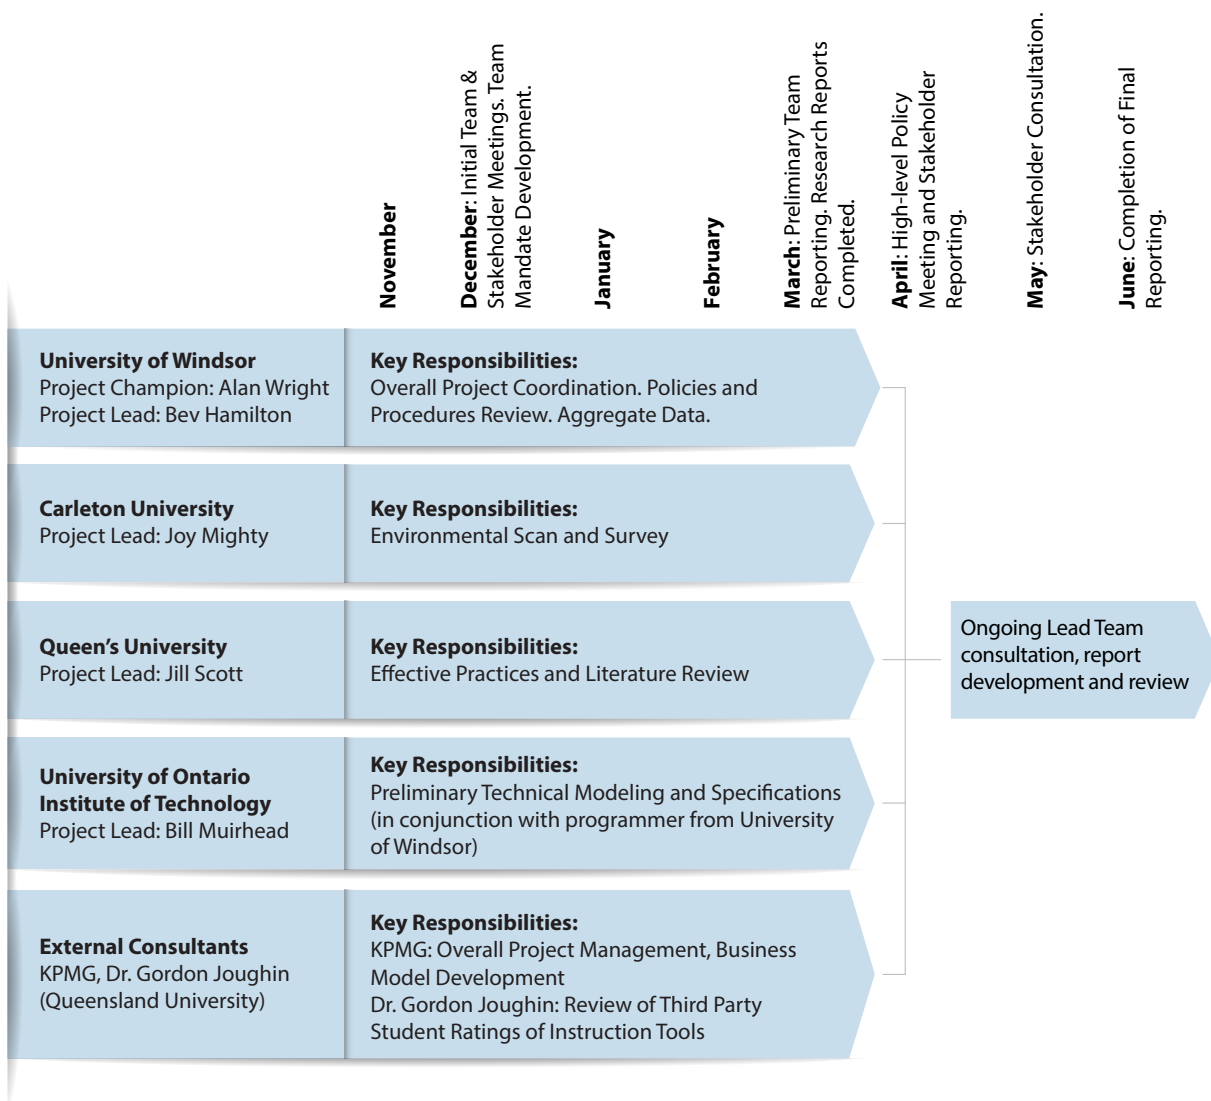 November
December: Initial Team &
Stakeholder Meetings. Team
Mandate Development.
January
February
March: Preliminary Team
Reporting. Research Reports
Completed.
April: High-level Policy
Meeting and Stakeholder
Reporting.
May: Stakeholder Consultation.
June: Completion of Final
Reporting.
University of Windsor
Project Champion: Alan Wright
Project Lead: Bev Hamilton
Key Responsibilities:
Overall Project Coordination. Policies and
Procedures Review. Aggregate Data.
Carleton University
Project Lead: Joy Mighty
Key Responsibilities:
Environmental Scan and Survey
Queen’s University
Project Lead: Jill Scott
Key Responsibilities:
Effective Practices and Literature Review
University of Ontario
Institute of Technology
Project Lead: Bill Muirhead
Key Responsibilities:
Preliminary Technical Modeling and Specifications
(in conjunction with programmer from University
of Windsor)
External Consultants
KPMG, Dr. Gordon Joughin
(Queensland University)
Key Responsibilities:
KPMG: Overall Project Management, Business
Model Development
Dr. Gordon Joughin: Review of Third Party
Student Ratings of Instruction Tools
Ongoing Lead Team
consultation, report
development and review